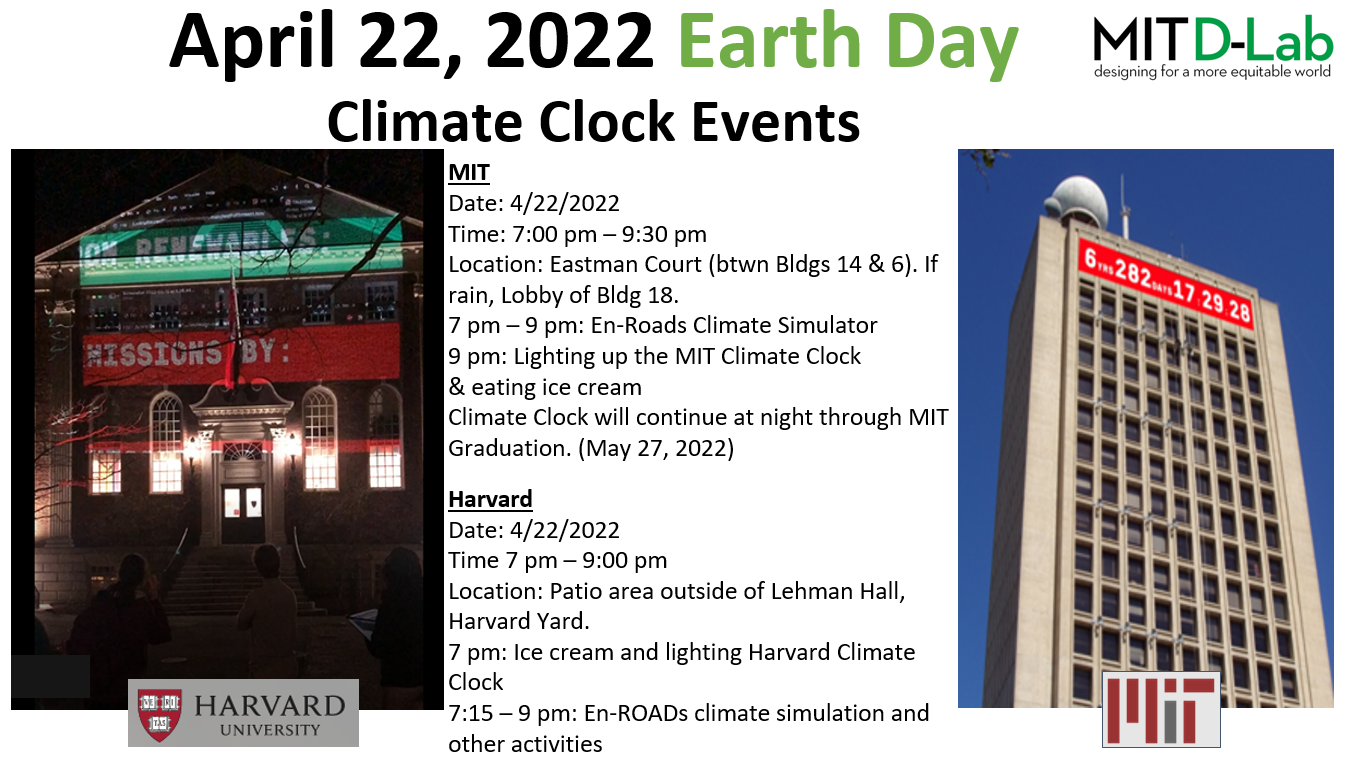 April 22, 2022 Earth Day
MIT D-Lab
designing for a more equitable world
Climate Clock Events
RENEWABLES:
MISSIONS BY:
HARVARD
UNIVERSITY
VE RI
TAS
MIT
Date: 4/22/2022
Time: 7:00 pm – 9:30 pm
Location: Eastman Court (btwn Bldgs 14 & 6). If
rain, Lobby of Bldg 18.
7 pm – 9 pm: En-Roads Climate Simulator
9 pm: Lighting up the MIT Climate Clock
& eating ice cream
Climate Clock will continue at night through MIT
Graduation. (May 27, 2022)
Harvard
Date: 4/22/2022
Time 7 pm – 9:00 pm
Location: Patio area outside of Lehman Hall,
Harvard Yard.
7 pm: Ice cream and lighting Harvard Climate
Clock
7:15 – 9 pm: En-ROADs climate simulation and
other activities
6 YRS 282 DAYS 17:29:28
MIT